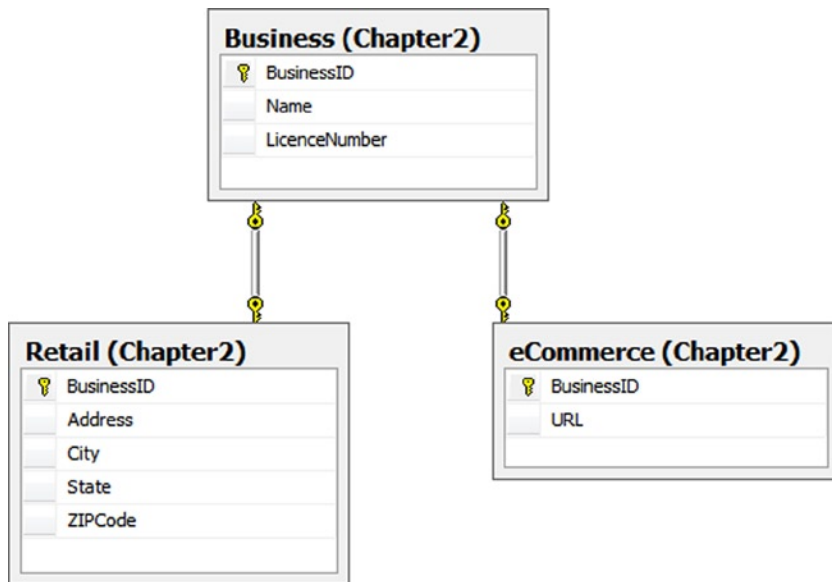 Business (Chapter2)
BusinessID
Name
LicenceNumber
Retail (Chapter2)
BusinessID
Address
City
State
ZIPCode
eCommerce (Chapter2)
BusinessID
URL